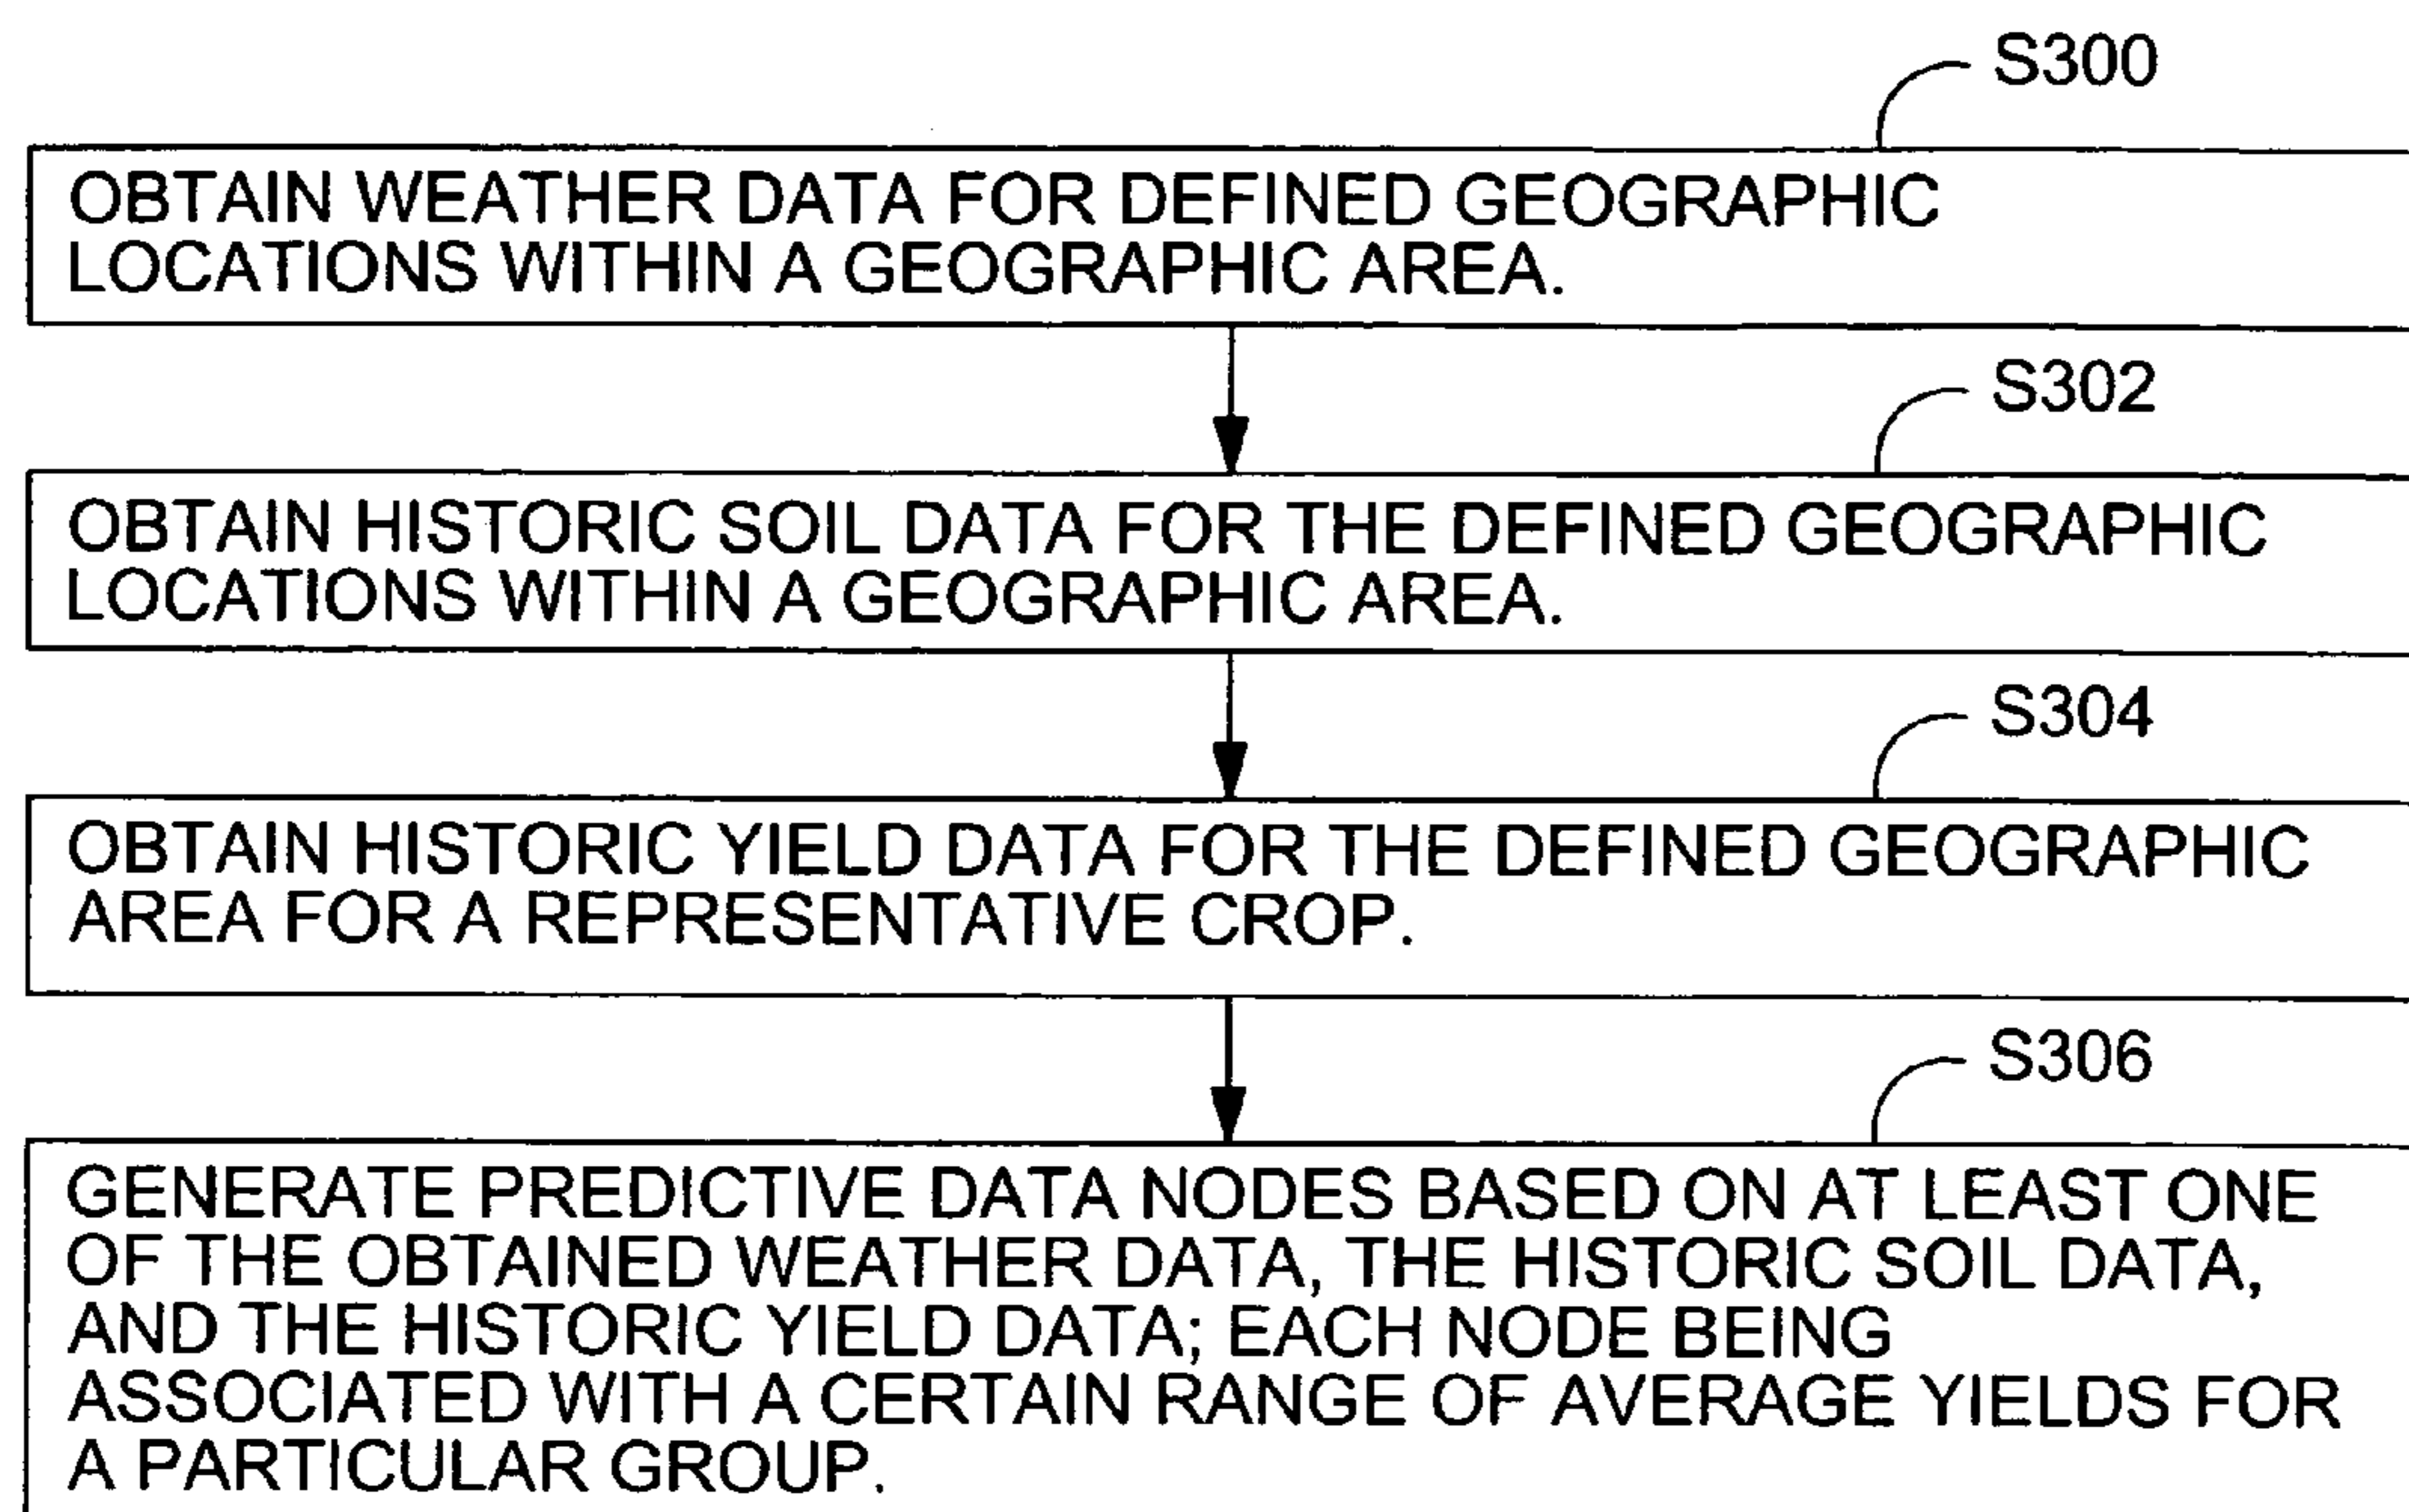 S300
OBTAIN WEATHER DATA FOR DEFINED GEOGRAPHIC
LOCATIONS WITHIN A GEOGRAPHIC AREA.
S302
OBTAIN HISTORIC SOIL DATA FOR THE DEFINED GEOGRAPHIC
LOCATIONS WITHIN A GEOGRAPHIC AREA.
S304
OBTAIN HISTORIC YIELD DATA FOR THE DEFINED GEOGRAPHIC
AREA FOR A REPRESENTATIVE CROP.
S306
GENERATE PREDICTIVE DATA NODES BASED ON AT LEAST ONE
OF THE OBTAINED WEATHER DATA, THE HISTORIC SOIL DATA,
AND THE HISTORIC YIELD DATA; EACH NODE BEING
ASSOCIATED WITH A CERTAIN RANGE OF AVERAGE YIELDS FOR
A PARTICULAR GROUP.